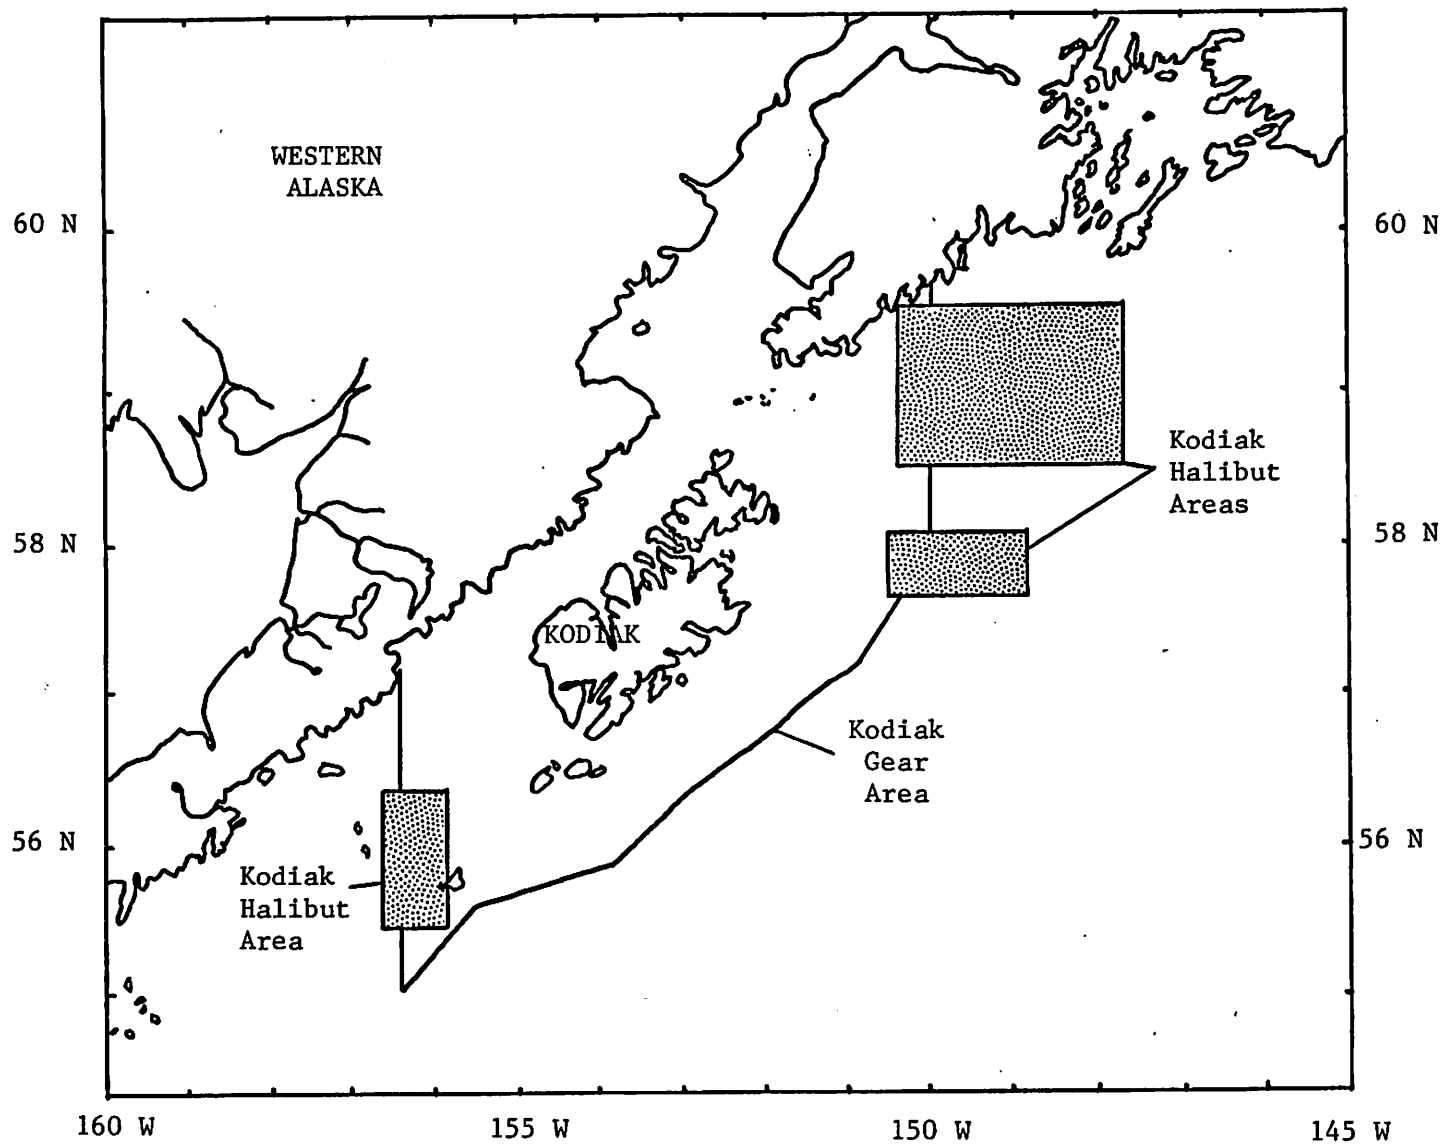 WESTERN
ALASKA
60 N
60 N
Kodiak
Halibut
Areas
58 N
58 N
KODIAK
Kodiak
Gear
Area
56 N
56 N
Kodiak
Halibut
Area
160 W
155 W
150 W
145 W